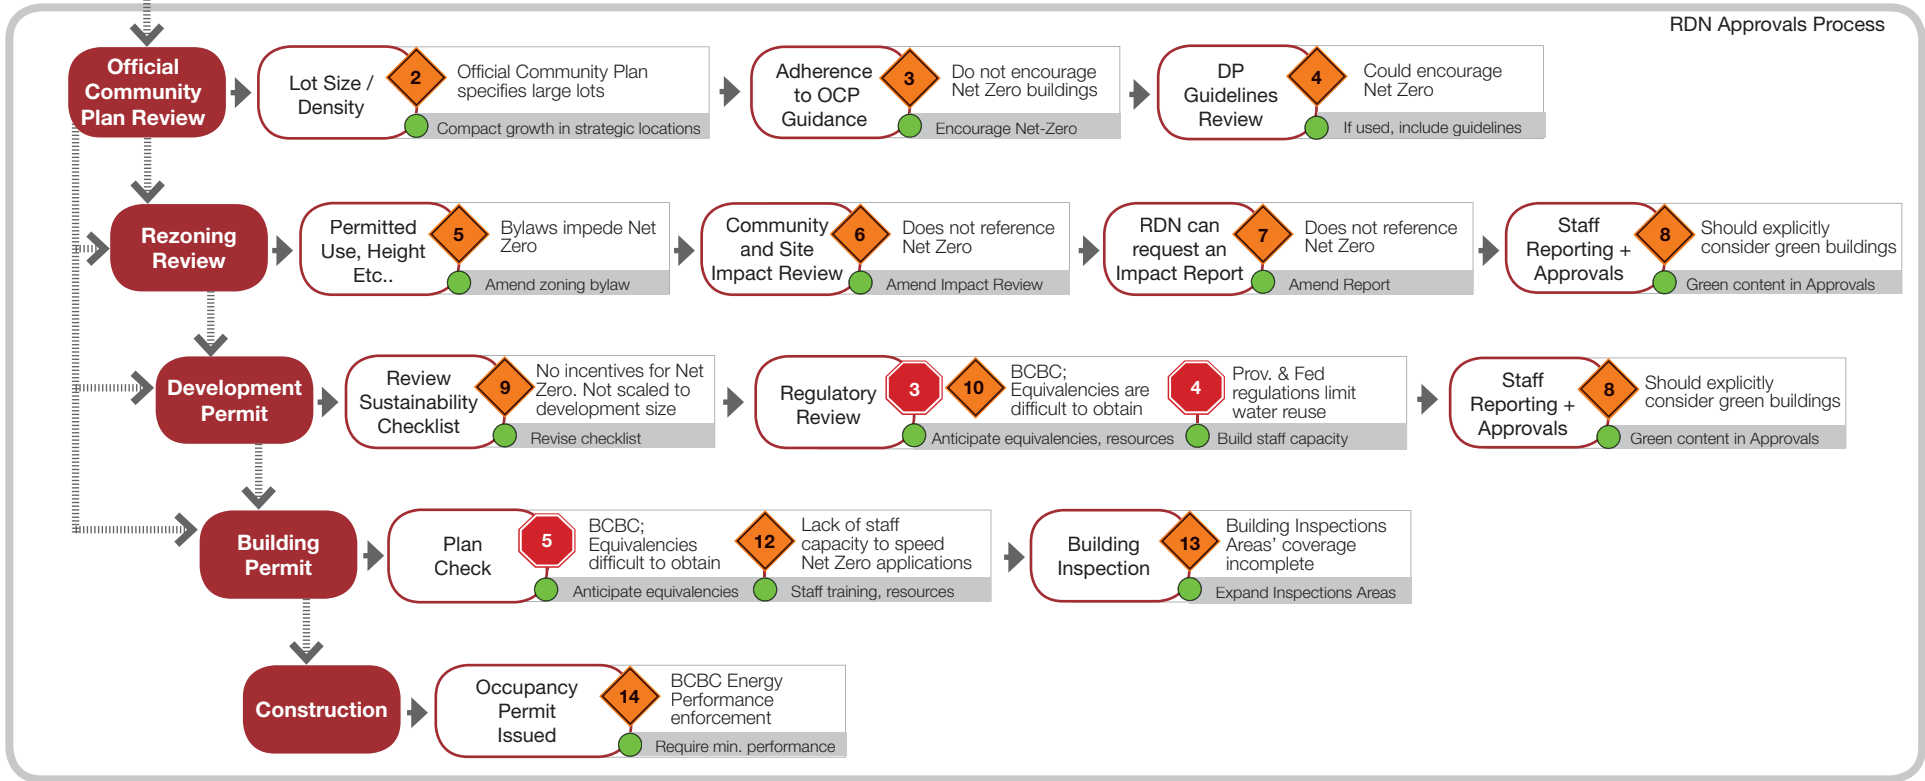 RDN Approvals Process
Official
Community
Plan Review
Lot Size /
Density
2
Official Community Plan
specifies large lots
Compact growth in strategic locations
Adherence
to OCP
Guidance
3
Do not encourage
Net Zero buildings
Encourage Net-Zero
DP
Guidelines
Review
4
Could encourage
Net Zero
If used, include guidelines
Rezoning
Review
Permitted
Use, Height
Etc..
5
Bylaws impede Net
Zero
Amend zoning bylaw
Community
and Site
Impact Review
6
Does not reference
Net Zero
Amend Impact Review
RDN can
request an
Impact Report
7
Does not reference
Net Zero
Amend Report
Staff
Reporting +
Approvals
8
Should explicitly
consider green buildings
Green content in Approvals
Development
Permit
Review
Sustainability
Checklist
9
No incentives for Net
Zero. Not scaled to
development size
Revise checklist
Regulatory
Review
3
10
BCBC;
Equivalencies are
difficult to obtain
Anticipate equivalencies, resources
4
Prov. & Fed
regulations limit
water reuse
Build staff capacity
Staff
Reporting +
Approvals
8
Should explicitly
consider green buildings
Green content in Approvals
Building
Permit
Plan
Check
5
BCBC;
Equivalencies
difficult to obtain
Anticipate equivalencies
12
Lack of staff
capacity to speed
Net Zero applications
Staff training, resources
Building
Inspection
13
Building Inspections
Areas' coverage
incomplete
Expand Inspections Areas
Construction
Occupancy
Permit
Issued
14
BCBC Energy
Performance
enforcement
Require min. performance